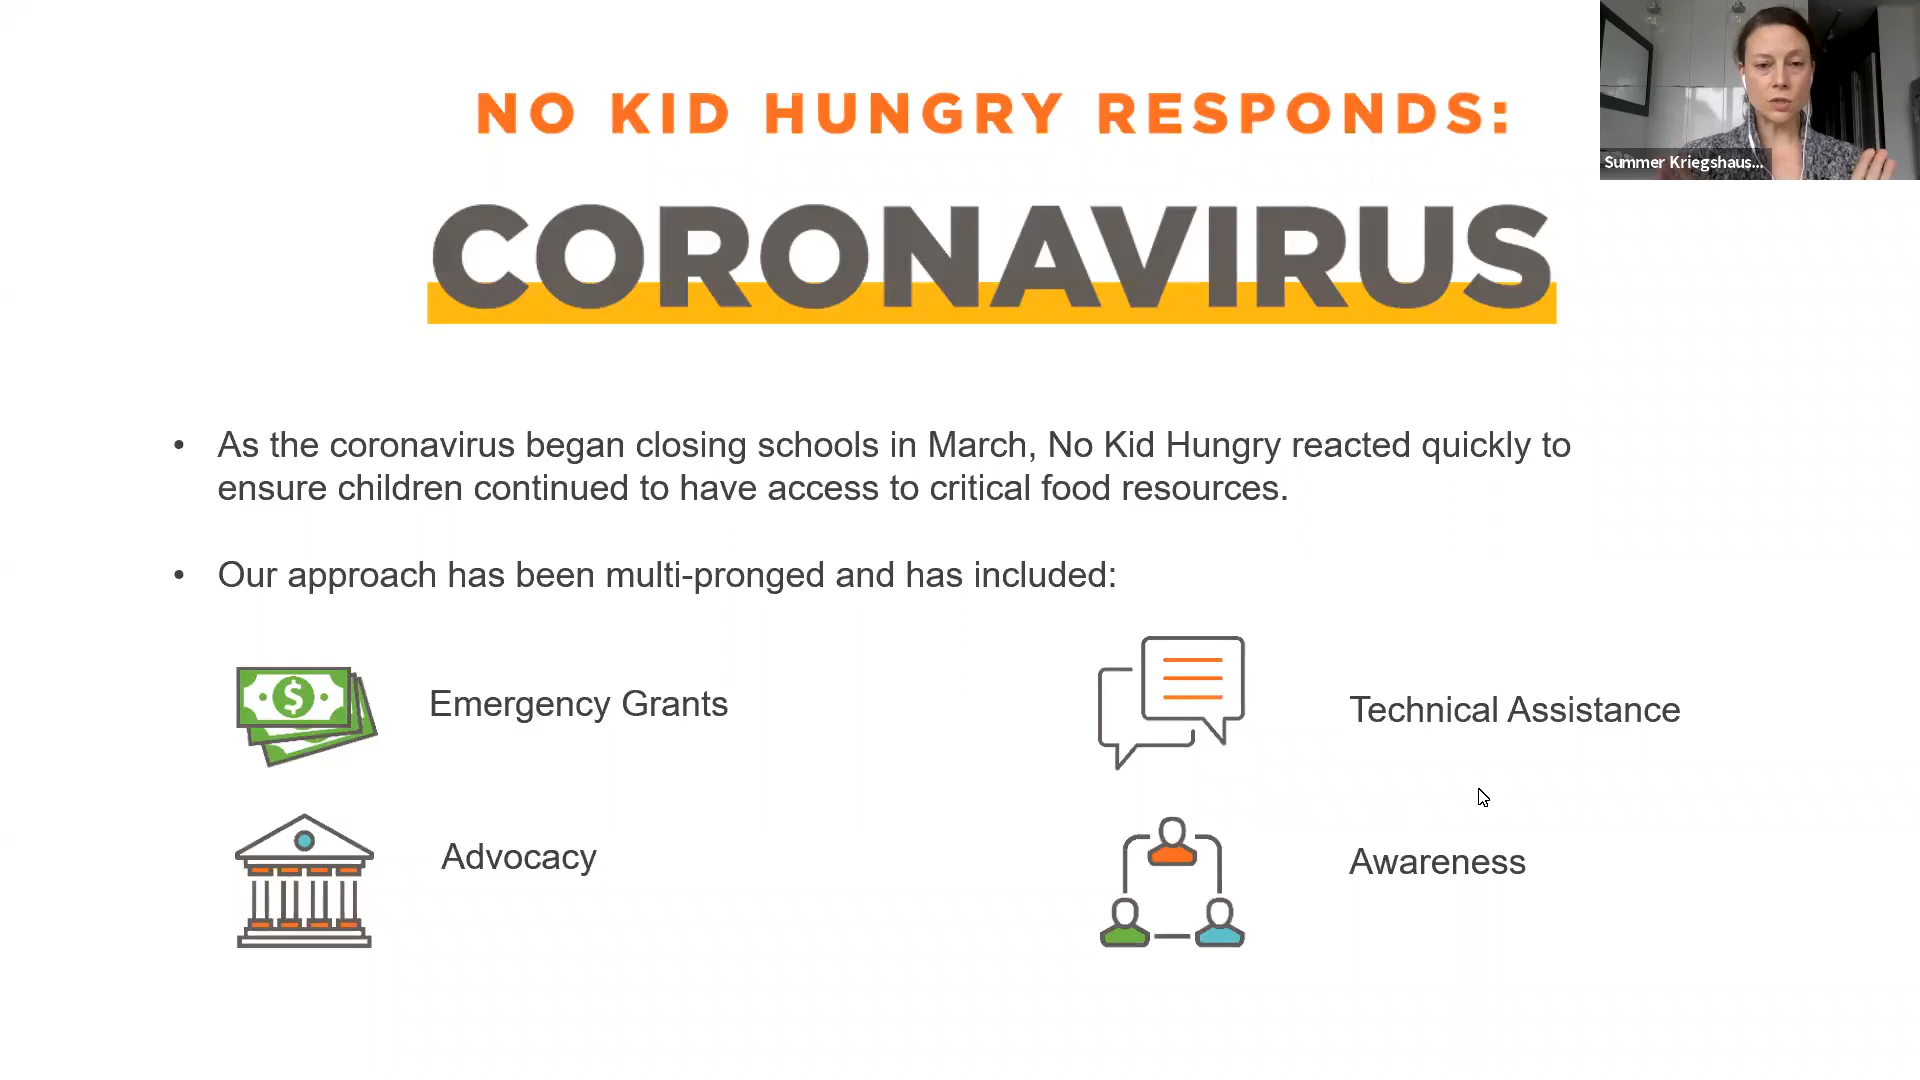 NO KID HUNGRY RESPONDS:
CORONAVIRUS
Summer Kriegshaus...
• As the coronavirus began closing schools in March, No Kid Hungry reacted quickly to
ensure children continued to have access to critical food resources.
• Our approach has been multi-pronged and has included:
$
Emergency Grants
Technical Assistance
Advocacy
Awareness